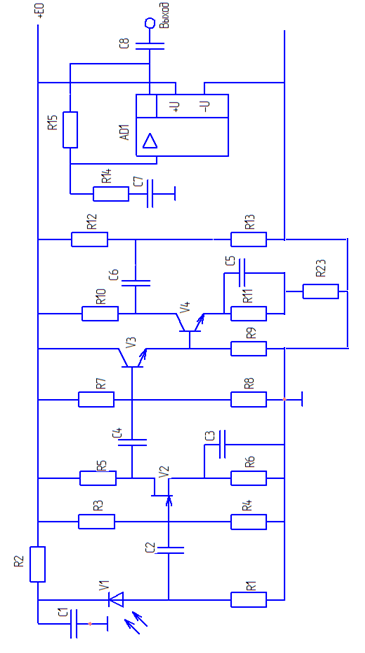 +E0
Выход
C8
R15
AD1
+U
-U
R14
C7
R12
R13
C6
C5
R10
V4
R11
R23
V3
R9
R7
R8
C4
C3
R5
V2
R6
R3
R4
C2
R2
V1
R1
C1